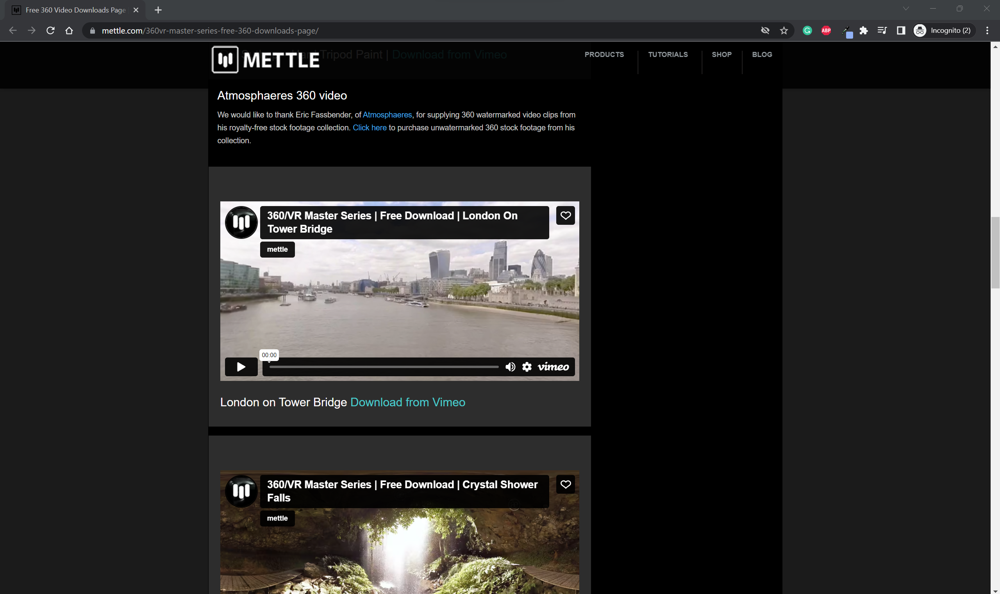 Free 360 Video Downloads Page
mettle.com/360vr-master-series-free-360-downloads-page/
ABP
Incognito (2)
Tripod Paint | Download from Vimeo
METTLE
PRODUCTS
TUTORIALS
SHOP
BLOG
Atmosphaeres 360 video
We would like to thank Eric Fassbender, of Atmosphaeres, for supplying 360 watermarked video clips from
his royalty-free stock footage collection. Click here to purchase unwatermarked 360 stock footage from his
collection.
360/VR Master Series | Free Download | London On
Tower Bridge
mettle
00:00
vimeo
London on Tower Bridge Download from Vimeo
360/VR Master Series | Free Download | Crystal Shower
Falls
mettle